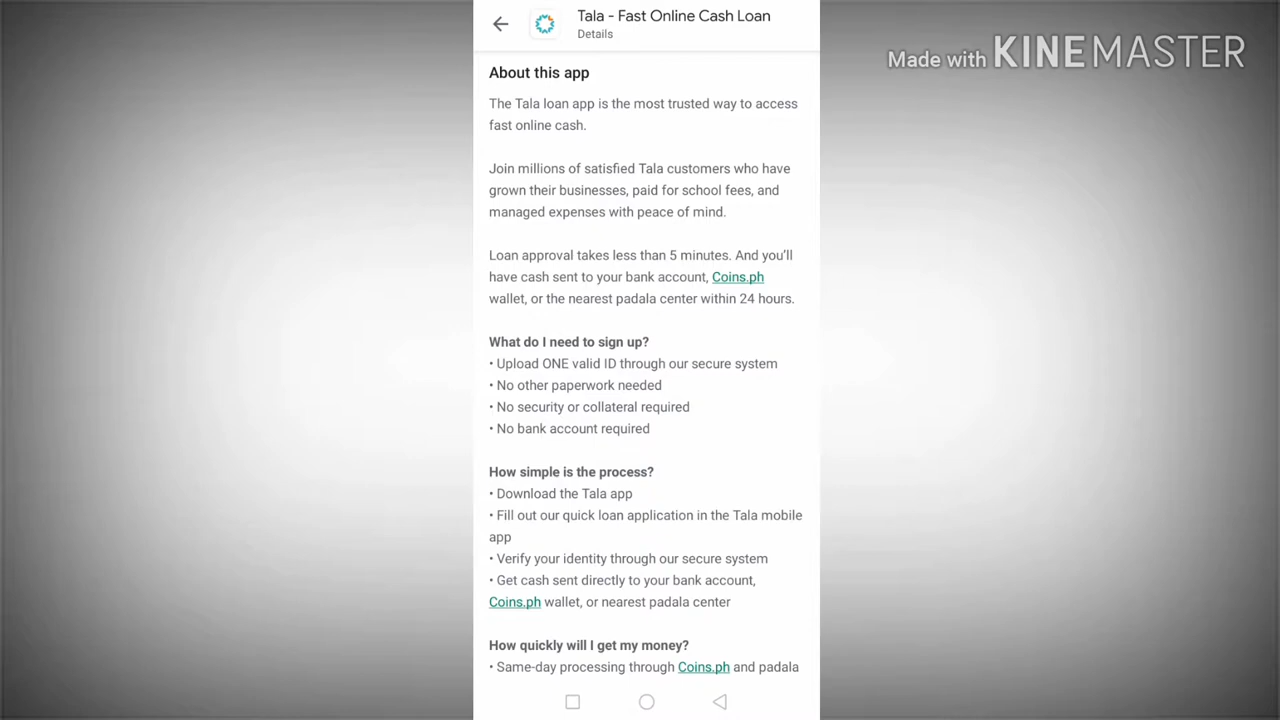 Tala - Fast Online Cash Loan
Details
Made with KINEMASTER
About this app
The Tala loan app is the most trusted way to access
fast online cash.
Join millions of satisfied Tala customers who have
grown their businesses, paid for school fees, and
managed expenses with peace of mind.
Loan approval takes less than 5 minutes. And you'll
have cash sent to your bank account, Coins.ph
wallet, or the nearest padala center within 24 hours.
What do I need to sign up?
• Upload ONE valid ID through our secure system
• No other paperwork needed
• No security or collateral required
• No bank account required
How simple is the process?
• Download the Tala app
• Fill out our quick loan application in the Tala mobile
app
• Verify your identity through our secure system
• Get cash sent directly to your bank account,
Coins.ph wallet, or nearest padala center
How quickly will I get my money?
• Same-day processing through Coins.ph and padala